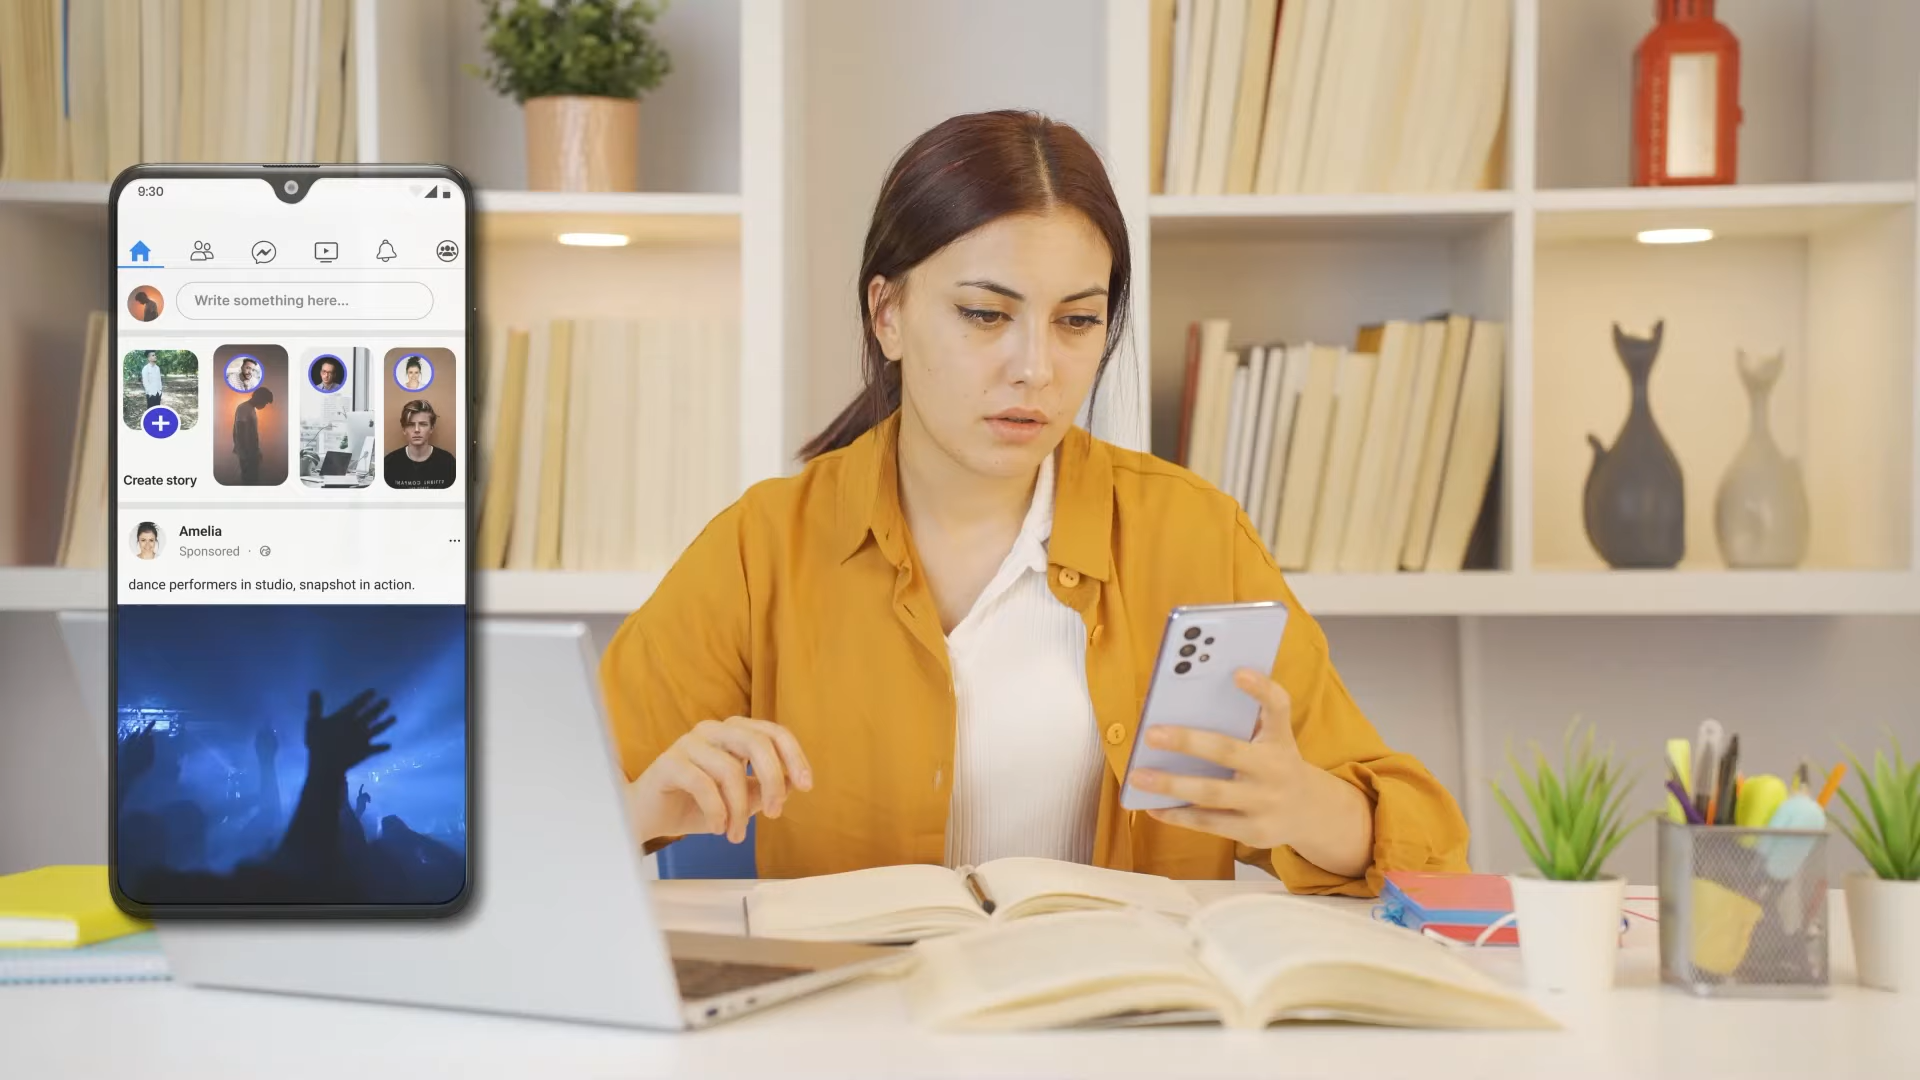 9:30
Write something here...
Create story
Amelia
Sponsored ·
...
dance performers in studio, snapshot in action.